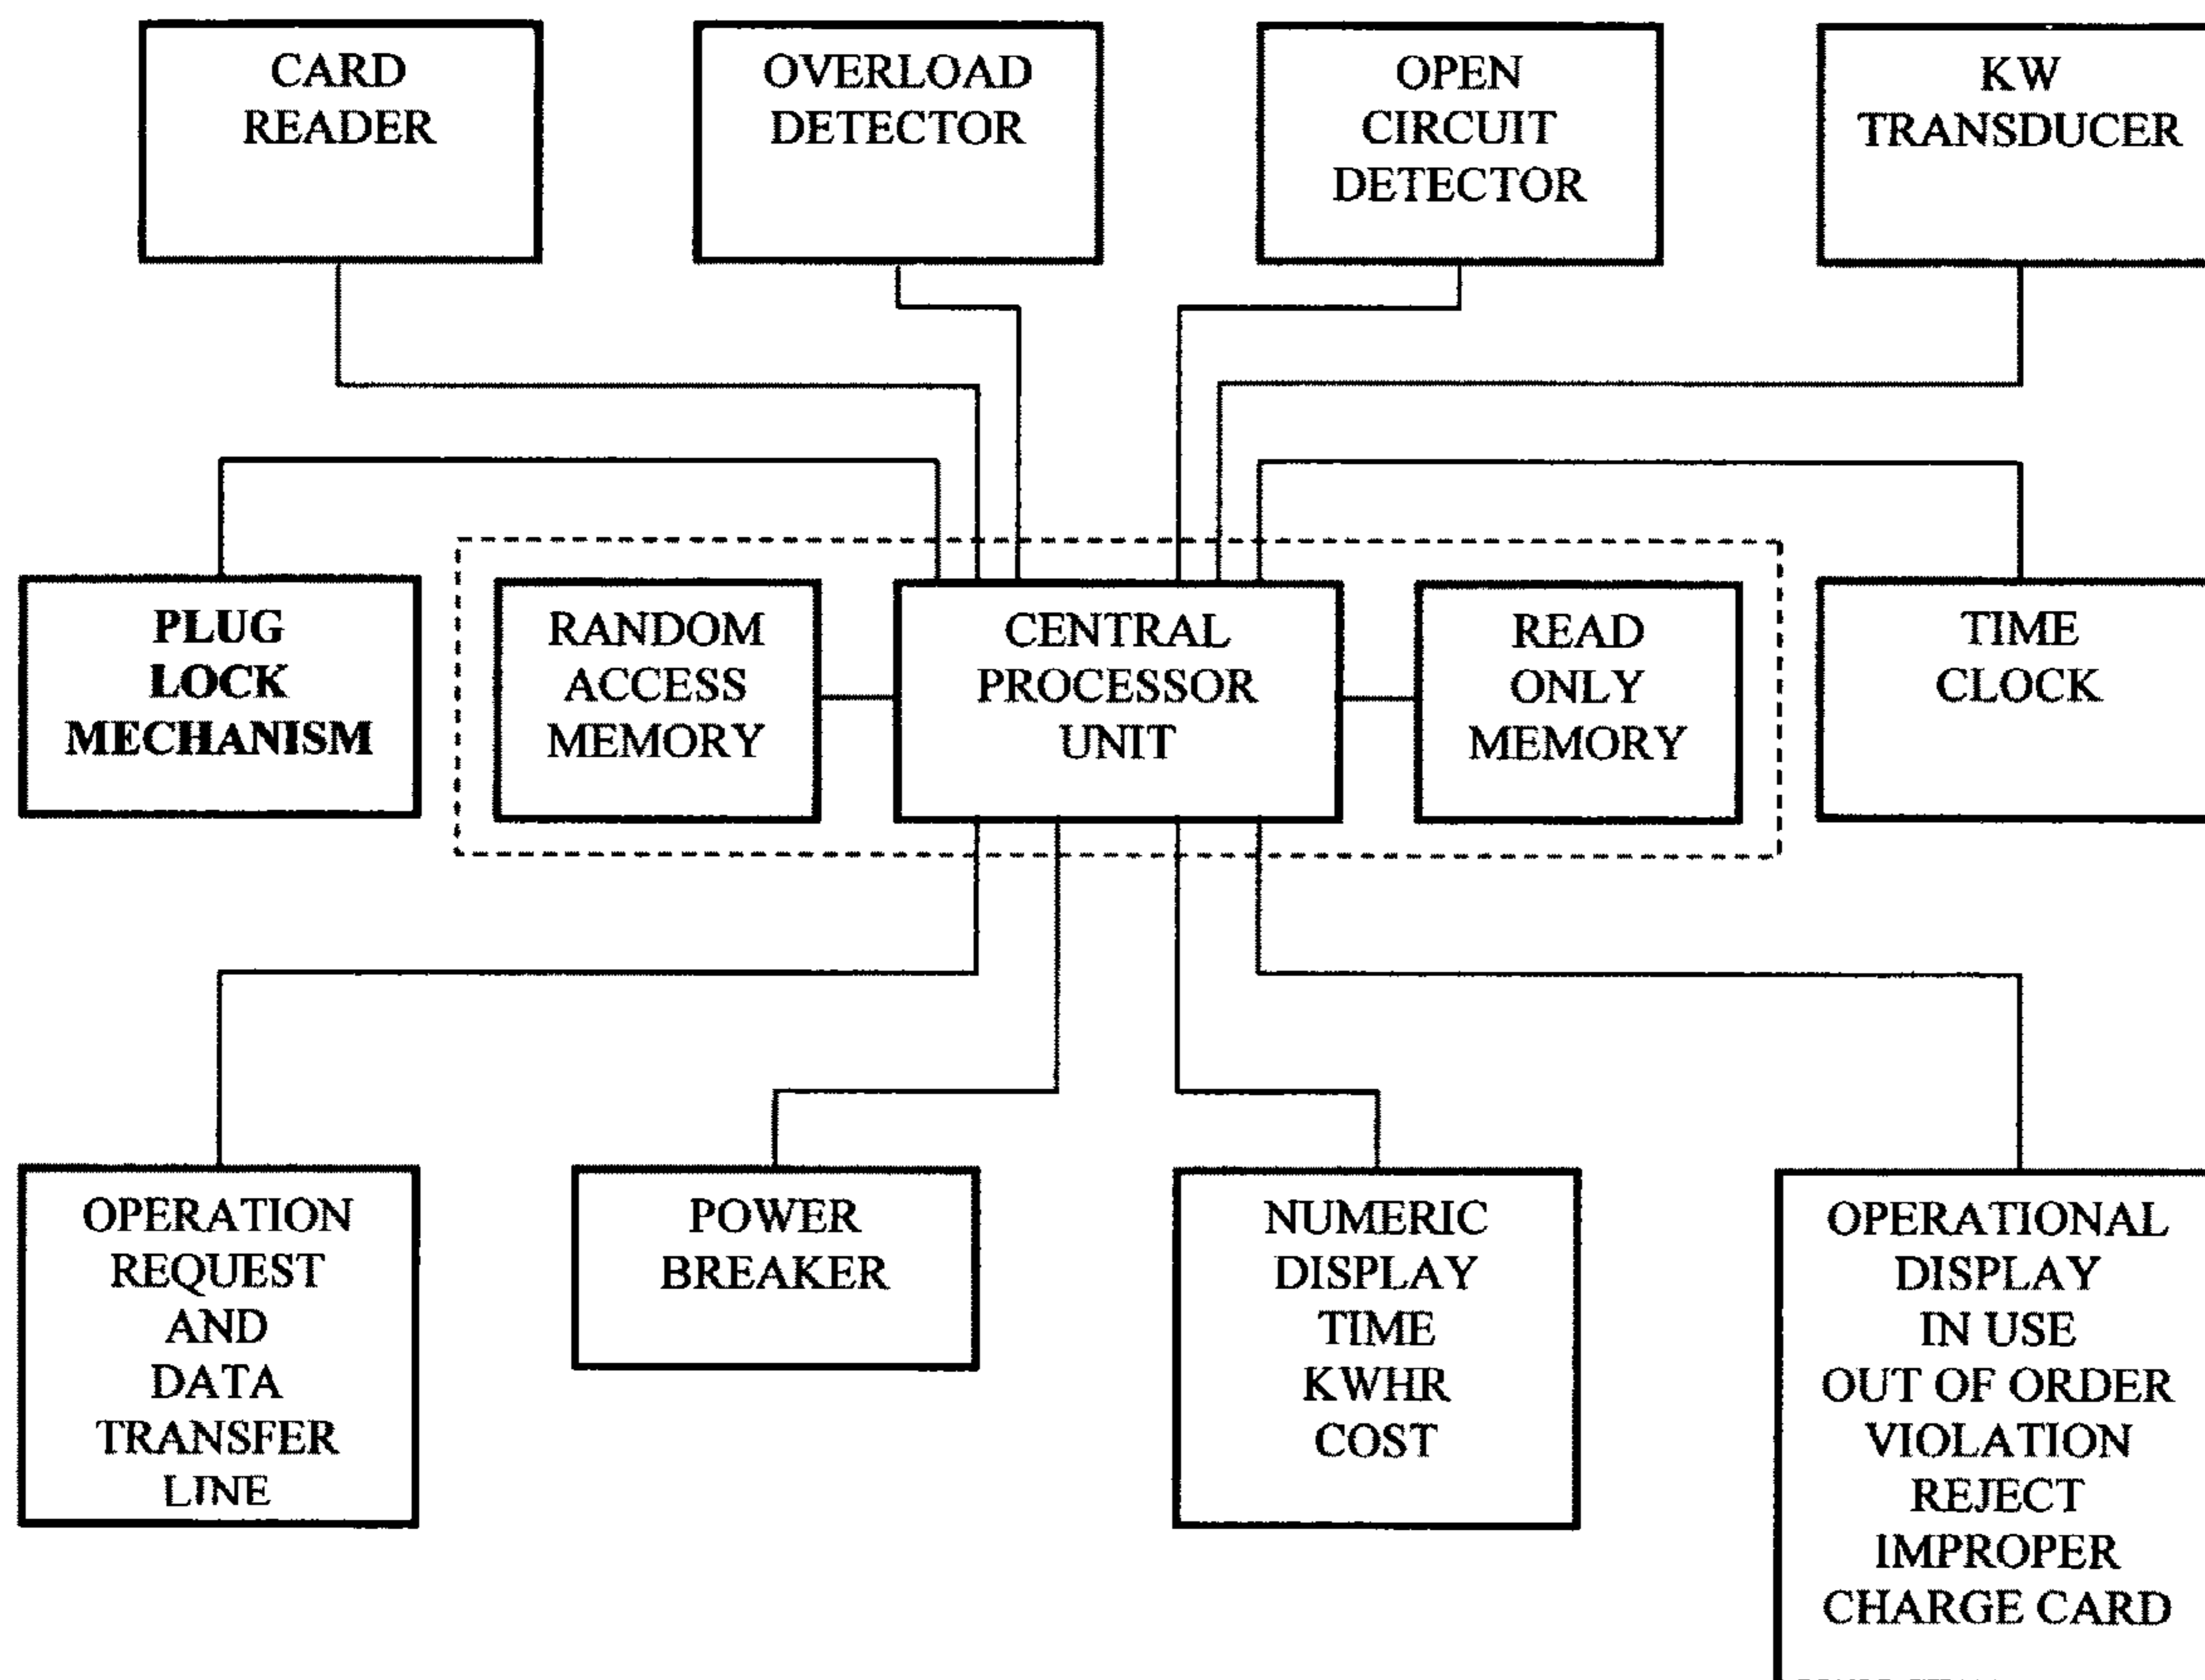 CARD
READER
OVERLOAD
DETECTOR
OPEN
CIRCUIT
DETECTOR
KW
TRANSDUCER
PLUG
LOCK
MECHANISM
RANDOM
ACCESS
MEMORY
CENTRAL
PROCESSOR
UNIT
READ
ONLY
MEMORY
TIME
CLOCK
OPERATION
REQUEST
AND
DATA
TRANSFER
LINE
POWER
BREAKER
NUMERIC
DISPLAY
TIME
KWHR
COST
OPERATIONAL
DISPLAY
IN USE
OUT OF ORDER
VIOLATION
REJECT
IMPROPER
CHARGE CARD